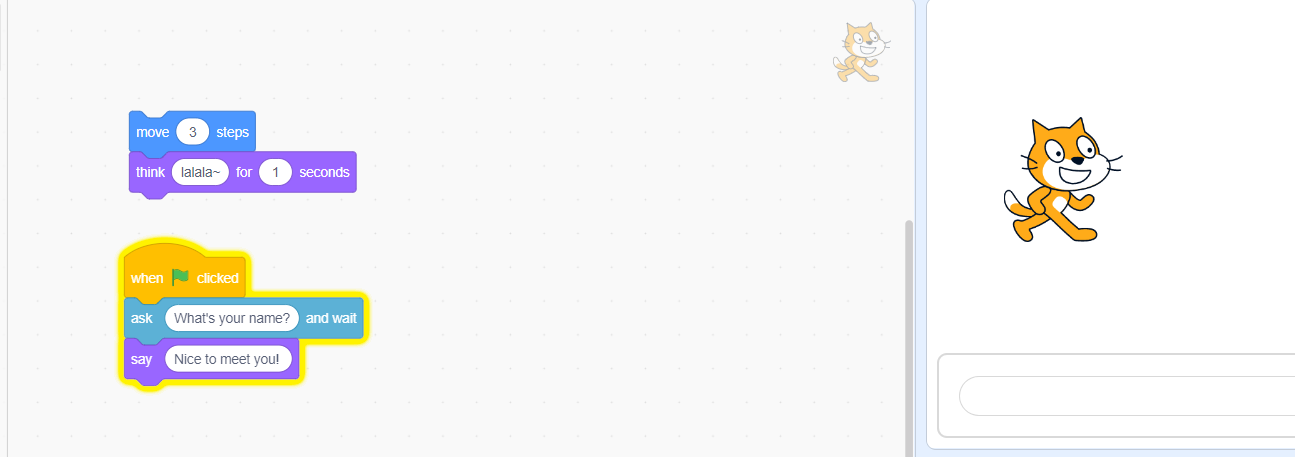 move 3 steps
think lalala~ for 1 seconds
when clicked
ask What's your name? and wait
say Nice to meet you!